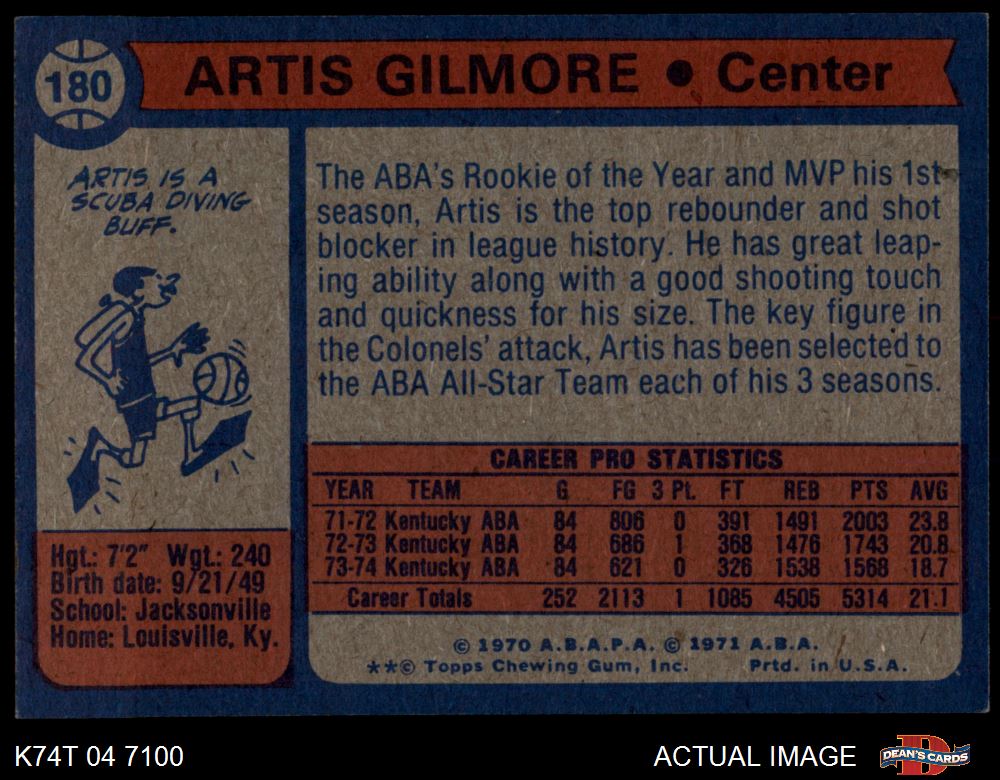 180
ARTIS GILMORE • Center
ARTIS IS A
SCUBA DIVING
BUFF.
The ABA's Rookie of the Year and MVP his 1st
season, Artis is the top rebounder and shot
blocker in league history. He has great leap-
ing ability along with a good shooting touch
and quickness for his size. The key figure in
the Colonels' attack, Artis has been selected to
the ABA All-Star Team each of his 3 seasons.
CAREER PRO STATISTICS
YEAR TEAM G FG 3 Pt. FT REB PTS AVG
71-72 Kentucky ABA 84 806 0 391 1491 2003 23.8
72-73 Kentucky ABA 84 686 1 368 1476 1743 20.8
73-74 Kentucky ABA 84 621 0 326 1538 1568 18.7
Career Totals 252 2113 1 1085 4505 5314 21.1
Hgt.: 7'2" Wgt.: 240
Birth date: 9/21/49
School: Jacksonville
Home: Louisville, Ky.
© 1970 A.B.A.P.A. © 1971 A.B.A.
**© Topps Chewing Gum, Inc. Prtd. in U.S.A.
K74T 04 7100
ACTUAL IMAGE
DEAN'S CARDS